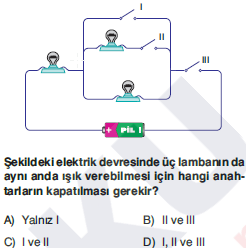 I
II
III
+ PİL I
Şekildeki elektrik devresinde üç lambanın da
aynı anda ışık verebilmesi için hangi anah-
tarların kapatılması gerekir?
A) Yalnız I B) II ve III
C) I ve II D) I, II ve III